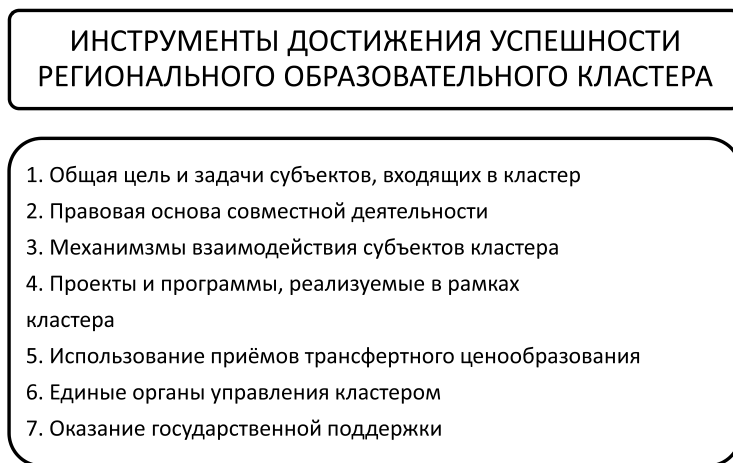 ИНСТРУМЕНТЫ ДОСТИЖЕНИЯ УСПЕШНОСТИ
РЕГИОНАЛЬНОГО ОБРАЗОВАТЕЛЬНОГО КЛАСТЕРА
1. Общая цель и задачи субъектов, входящих в кластер
2. Правовая основа совместной деятельности
3. Механимзмы взаимодействия субъектов кластера
4. Проекты и программы, реализуемые в рамках
кластера
5. Использование приёмов трансфертного ценообразования
6. Единые органы управления кластером
7. Оказание государственной поддержки